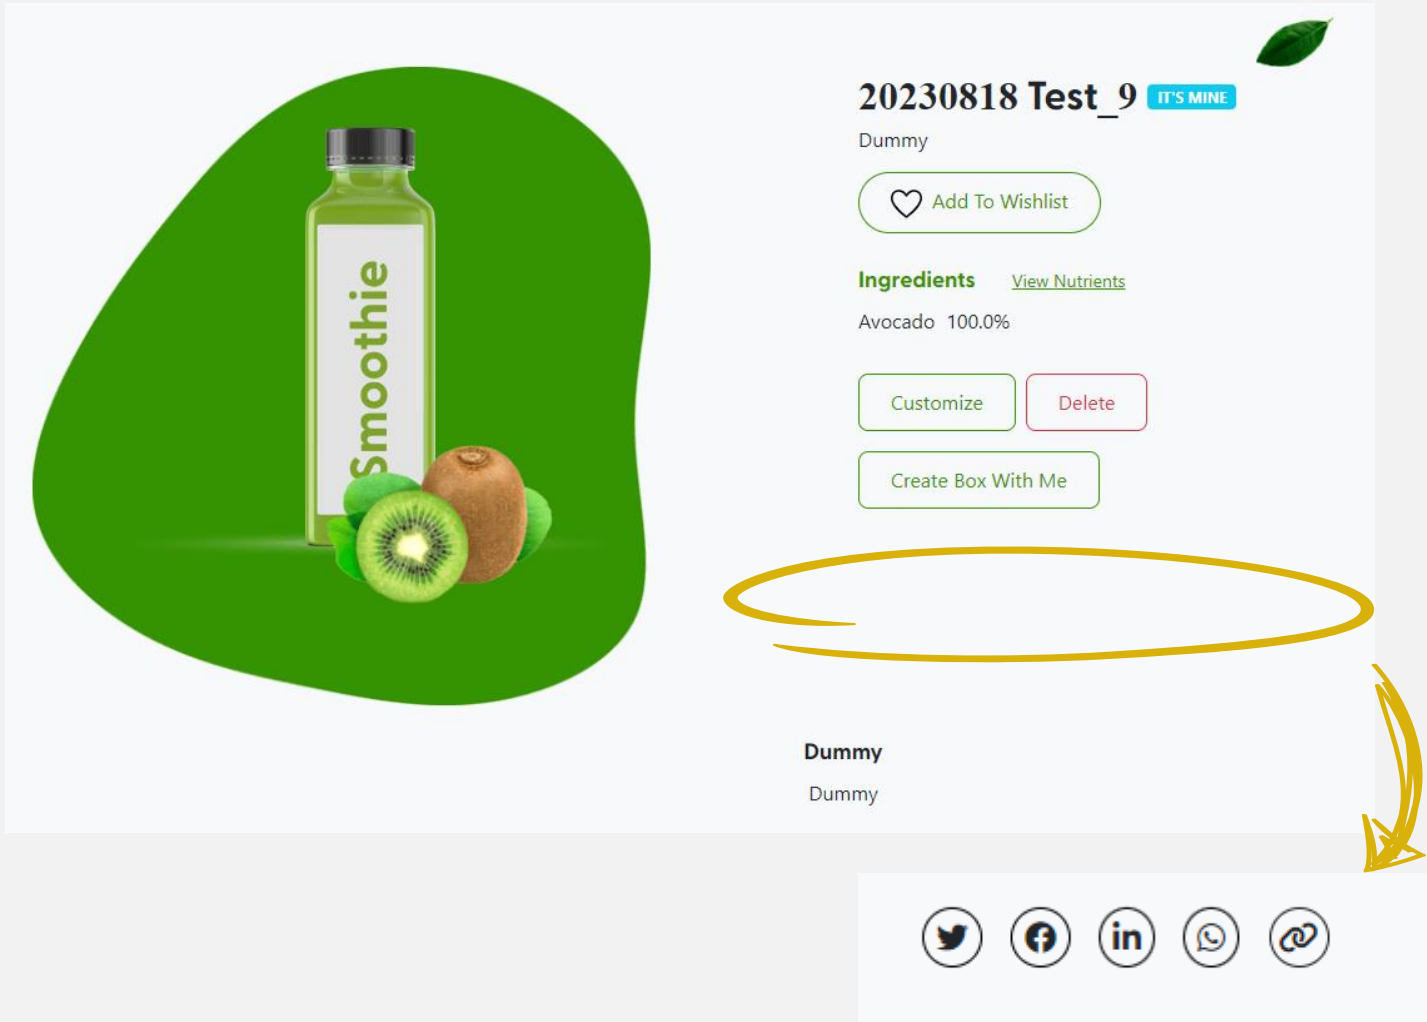 20230818 Test_9 IT'S MINE
Dummy
Add To Wishlist
Ingredients View Nutrients
Avocado 100.0%
Customize Delete
Create Box With Me
Smoothie
Dummy
Dummy
in